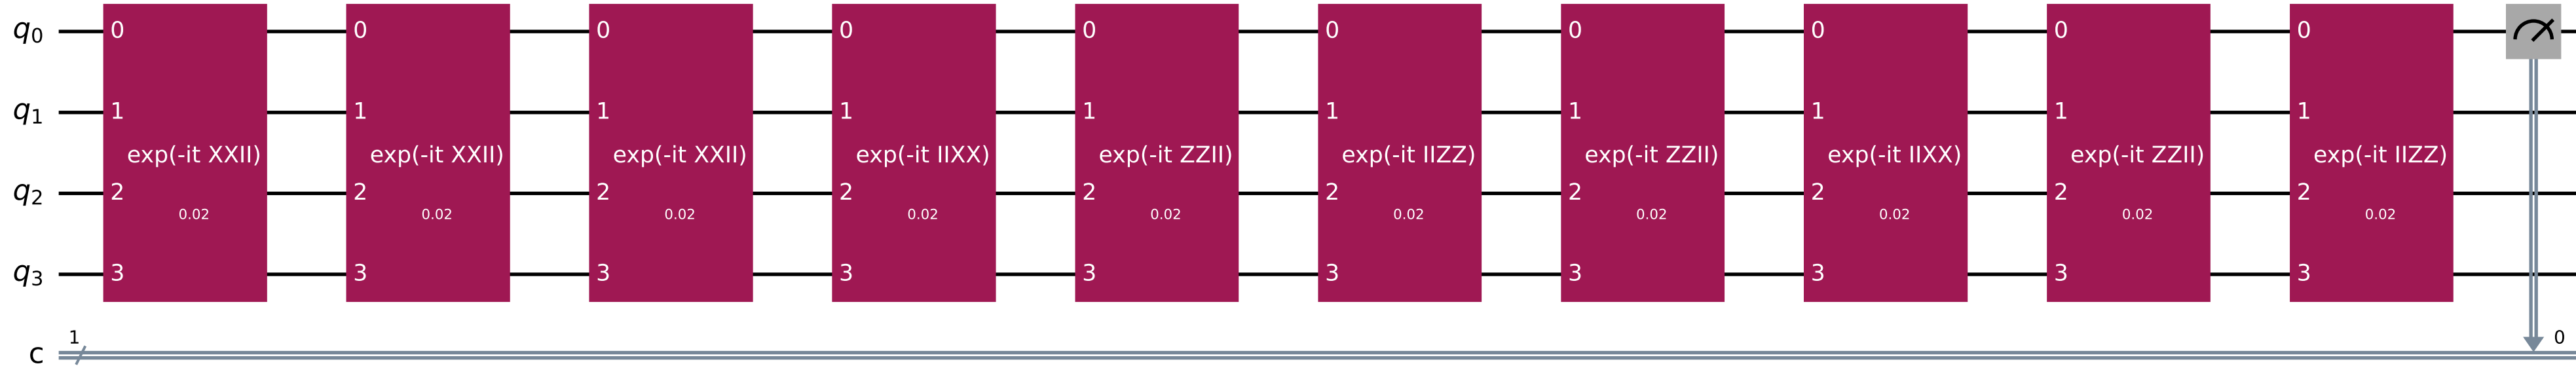 q0 0 0 0 0 0 0 0 0 0 0
q1 1 1 1 1 1 1 1 1 1 1
exp(-it XXII) exp(-it XXII) exp(-it XXII) exp(-it IIXX) exp(-it ZZII) exp(-it IIZZ) exp(-it ZZII) exp(-it IIXX) exp(-it ZZII) exp(-it IIZZ)
q2 2 2 2 2 2 2 2 2 2 2
0.02 0.02 0.02 0.02 0.02 0.02 0.02 0.02 0.02 0.02
q3 3 3 3 3 3 3 3 3 3 3
1 0
c